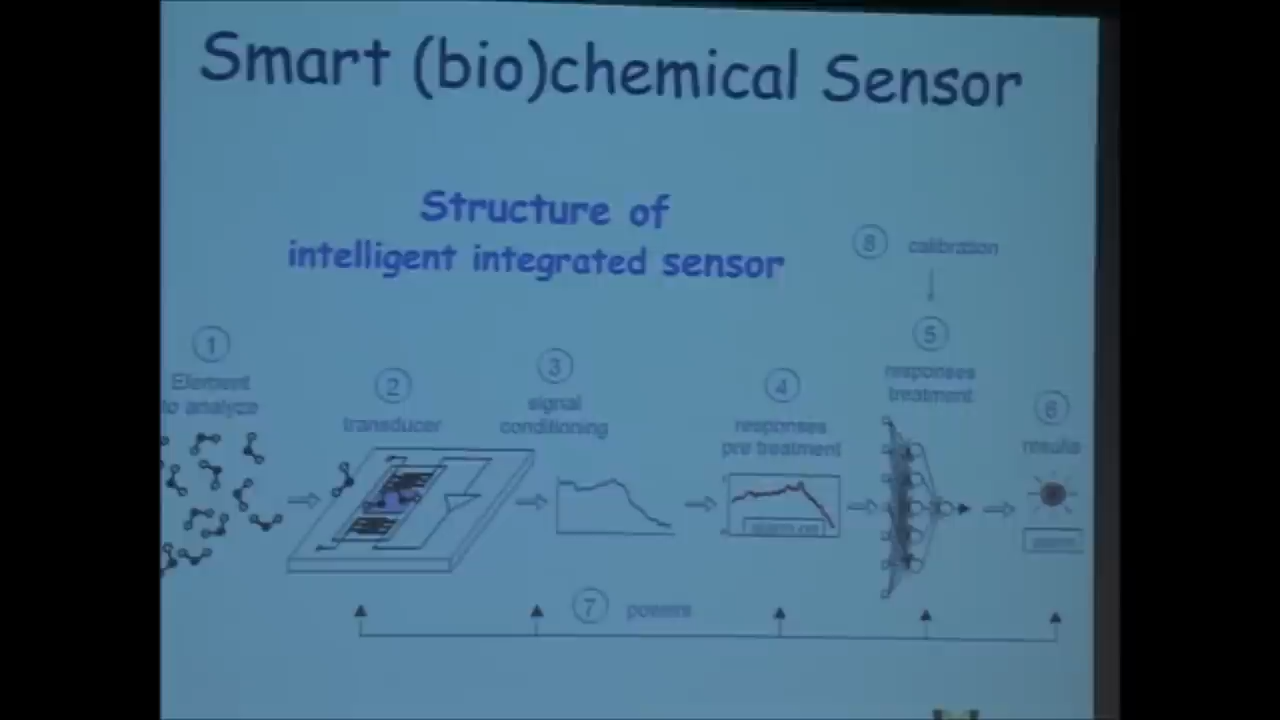 Smart (bio)chemical Sensor
Structure of
intelligent integrated sensor
8 calibration
1
Element
to analyze
2
transducer
3
signal
conditioning
4
responses
pre treatment
5
responses
treatment
6
results
7 powers